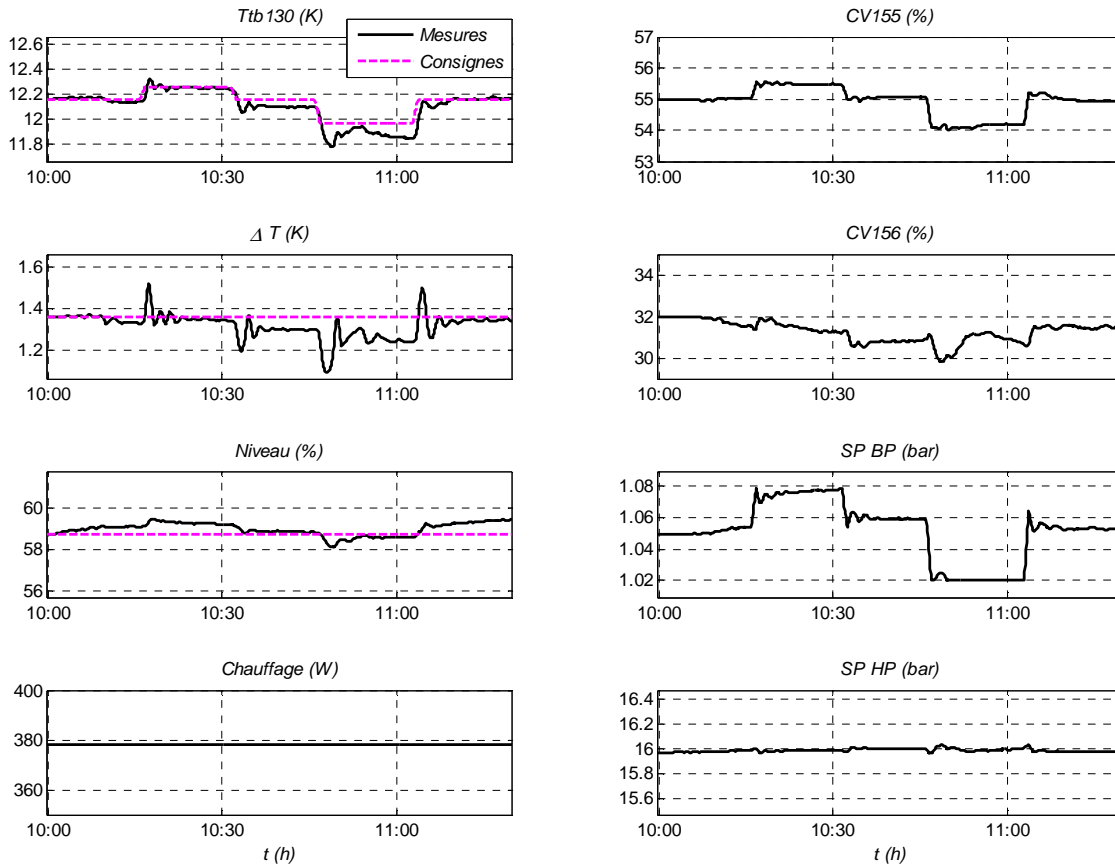 Ttb130 (K)
12.6
12.4
12.2
12
11.8
10:00 10:30 11:00
Mesures
Consignes
CV155 (%)
57
56
55
54
53
10:00 10:30 11:00
Δ T (K)
1.6
1.4
1.2
10:00 10:30 11:00
CV156 (%)
34
32
30
10:00 10:30 11:00
Niveau (%)
60
58
56
10:00 10:30 11:00
SP BP (bar)
1.08
1.06
1.04
1.02
10:00 10:30 11:00
Chauffage (W)
400
380
360
10:00 10:30 11:00
t (h)
SP HP (bar)
16.4
16.2
16
15.8
15.6
10:00 10:30 11:00
t (h)